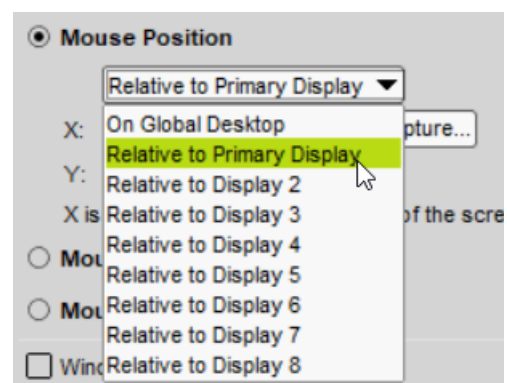 Mouse Position
Relative to Primary Display
X:
On Global Desktop
pture...
Relative to Primary Display
Y:
Relative to Display 2
X is
Relative to Display 3
of the scre
Relative to Display 4
Mou
Relative to Display 5
Relative to Display 6
Mou
Relative to Display 7
Relative to Display 8
Wind